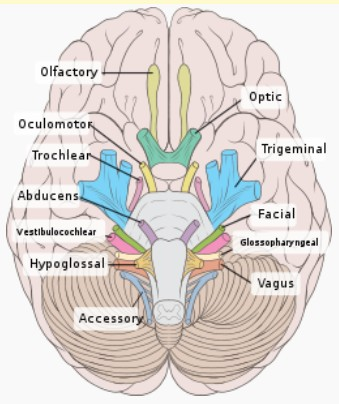 Olfactory
Optic
Oculomotor
Trochlear
Trigeminal
Abducens
Facial
Vestibulocochlear
Glossopharyngeal
Hypoglossal
Vagus
Accessory